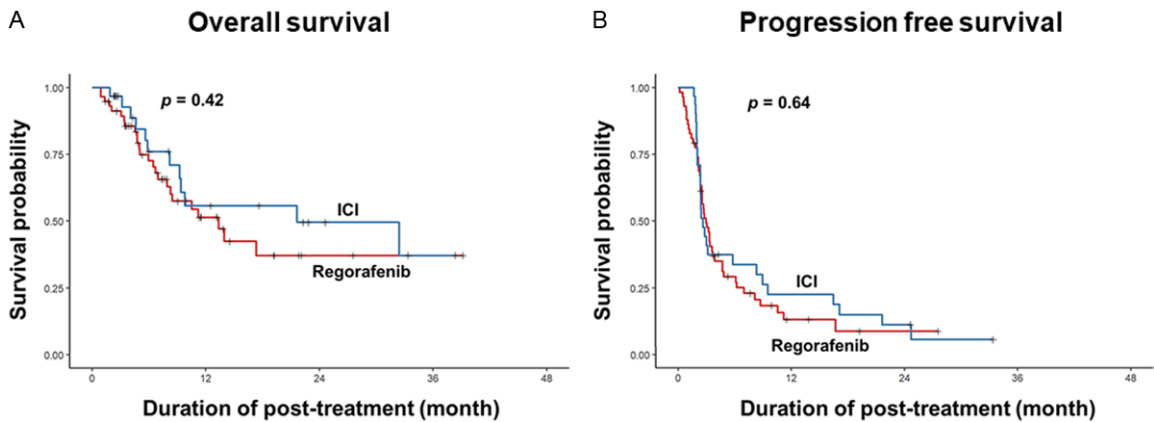 A
Overall survival
Survival probability
1.00
0.75
0.50
0.25
0.00
p = 0.42
ICI
Regorafenib
0 12 24 36 48
Duration of post-treatment (month)
B
Progression free survival
Survival probability
1.00
0.75
0.50
0.25
0.00
p = 0.64
ICI
Regorafenib
0 12 24 36 48
Duration of post-treatment (month)